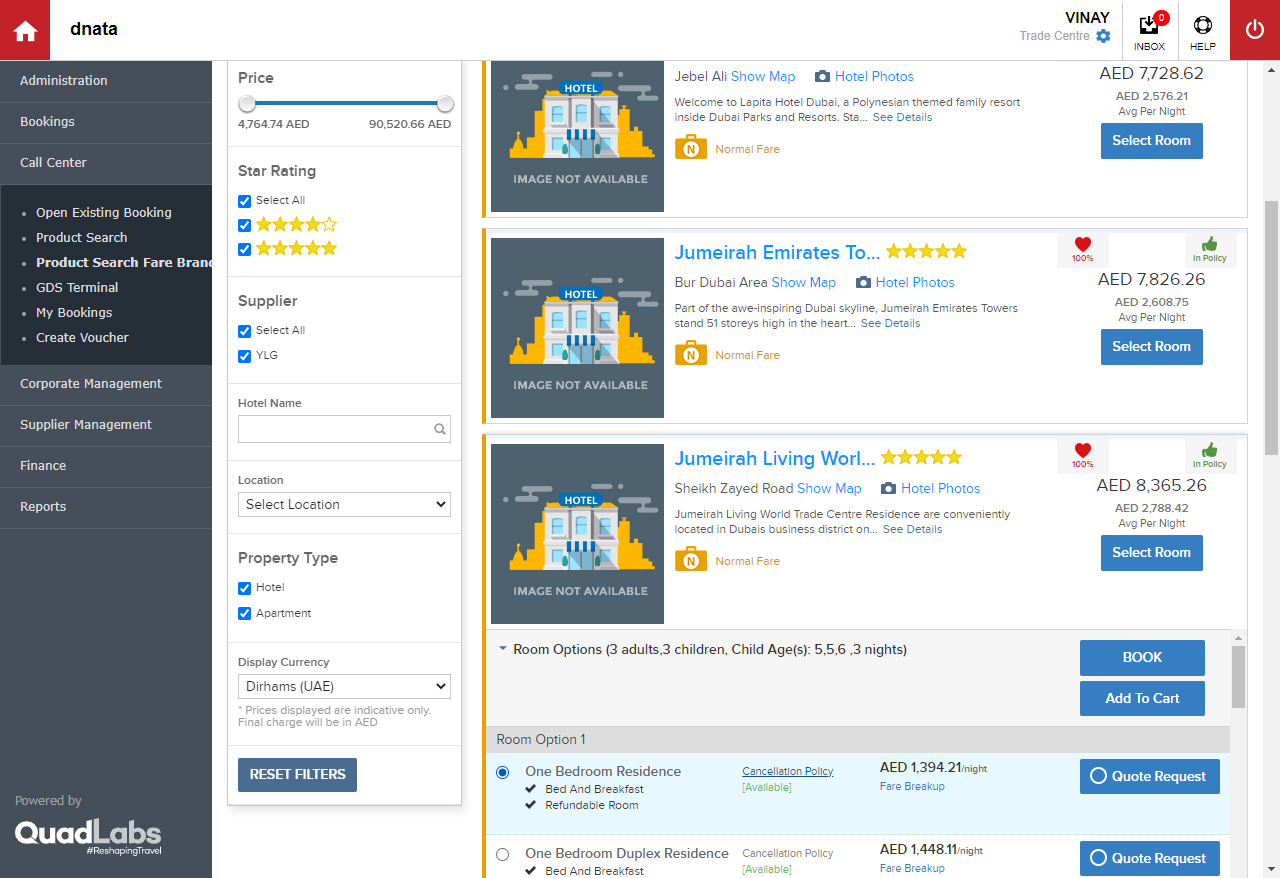 dnata
VINAY
Trade Centre
0
INBOX
HELP
Administration
Bookings
Call Center
Open Existing Booking
Product Search
Product Search Fare Brand
GDS Terminal
My Bookings
Create Voucher
Corporate Management
Supplier Management
Finance
Reports
Powered by
QuadLabs
#ReshapingTravel
Price
4,764.74 AED 90,520.66 AED
Star Rating
Select All
Supplier
Select All
YLG
Hotel Name
Location
Select Location
Property Type
Hotel
Apartment
Display Currency
Dirhams (UAE)
* Prices displayed are indicative only.
Final charge will be in AED
RESET FILTERS
HOTEL
IMAGE NOT AVAILABLE
Jebel Ali Show Map Hotel Photos
Welcome to Lapita Hotel Dubai, a Polynesian themed family resort
inside Dubai Parks and Resorts. Sta... See Details
N Normal Fare
AED 7,728.62
AED 2,576.21
Avg Per Night
Select Room
HOTEL
IMAGE NOT AVAILABLE
Jumeirah Emirates To...
Bur Dubai Area Show Map Hotel Photos
Part of the awe-inspiring Dubai skyline, Jumeirah Emirates Towers
stand 51 storeys high in the heart... See Details
N Normal Fare
100%
In Policy
AED 7,826.26
AED 2,608.75
Avg Per Night
Select Room
HOTEL
IMAGE NOT AVAILABLE
Jumeirah Living Worl...
Sheikh Zayed Road Show Map Hotel Photos
Jumeirah Living World Trade Centre Residence are conveniently
located in Dubais business district on... See Details
N Normal Fare
100%
In Policy
AED 8,365.26
AED 2,788.42
Avg Per Night
Select Room
Room Options (3 adults,3 children, Child Age(s): 5,5,6 ,3 nights)
BOOK
Add To Cart
Room Option 1
One Bedroom Residence
Bed And Breakfast
Refundable Room
Cancellation Policy
[Available]
AED 1,394.21/night
Fare Breakup
Quote Request
One Bedroom Duplex Residence
Bed And Breakfast
Cancellation Policy
[Available]
AED 1,448.11/night
Fare Breakup
Quote Request